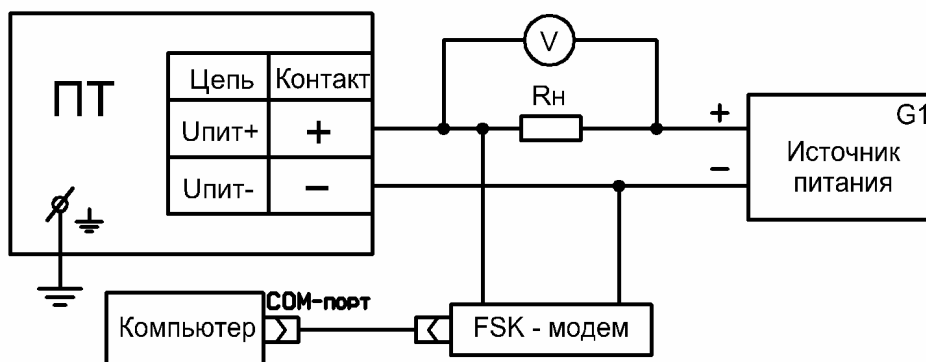 ПТ
Цепь Контакт
Uпит+ +
Uпит- −
V
Rн
+
−
G1
Источник
питания
COM-порт
Компьютер
FSK - модем